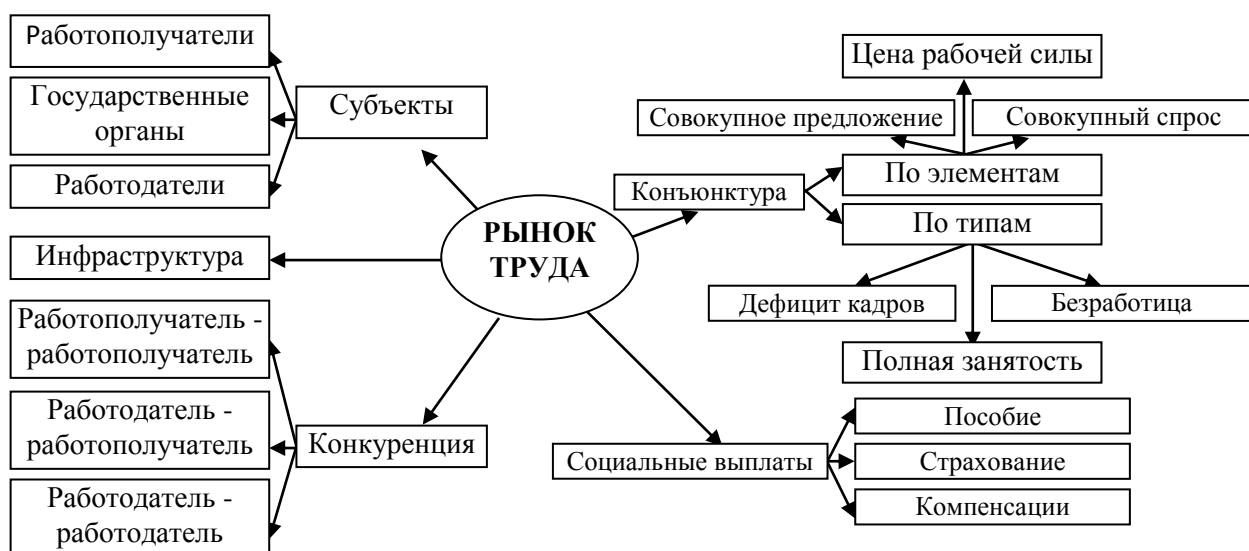 Работополучатели
Государственные
органы
Работодатели
Субъекты
Инфраструктура
Работополучатель -
работополучатель
Работодатель -
работополучатель
Работодатель -
работодатель
Конкуренция
РЫНОК
ТРУДА
Конъюнктура
Цена рабочей силы
Совокупное предложение
Совокупный спрос
По элементам
По типам
Дефицит кадров
Безработица
Полная занятость
Социальные выплаты
Пособие
Страхование
Компенсации